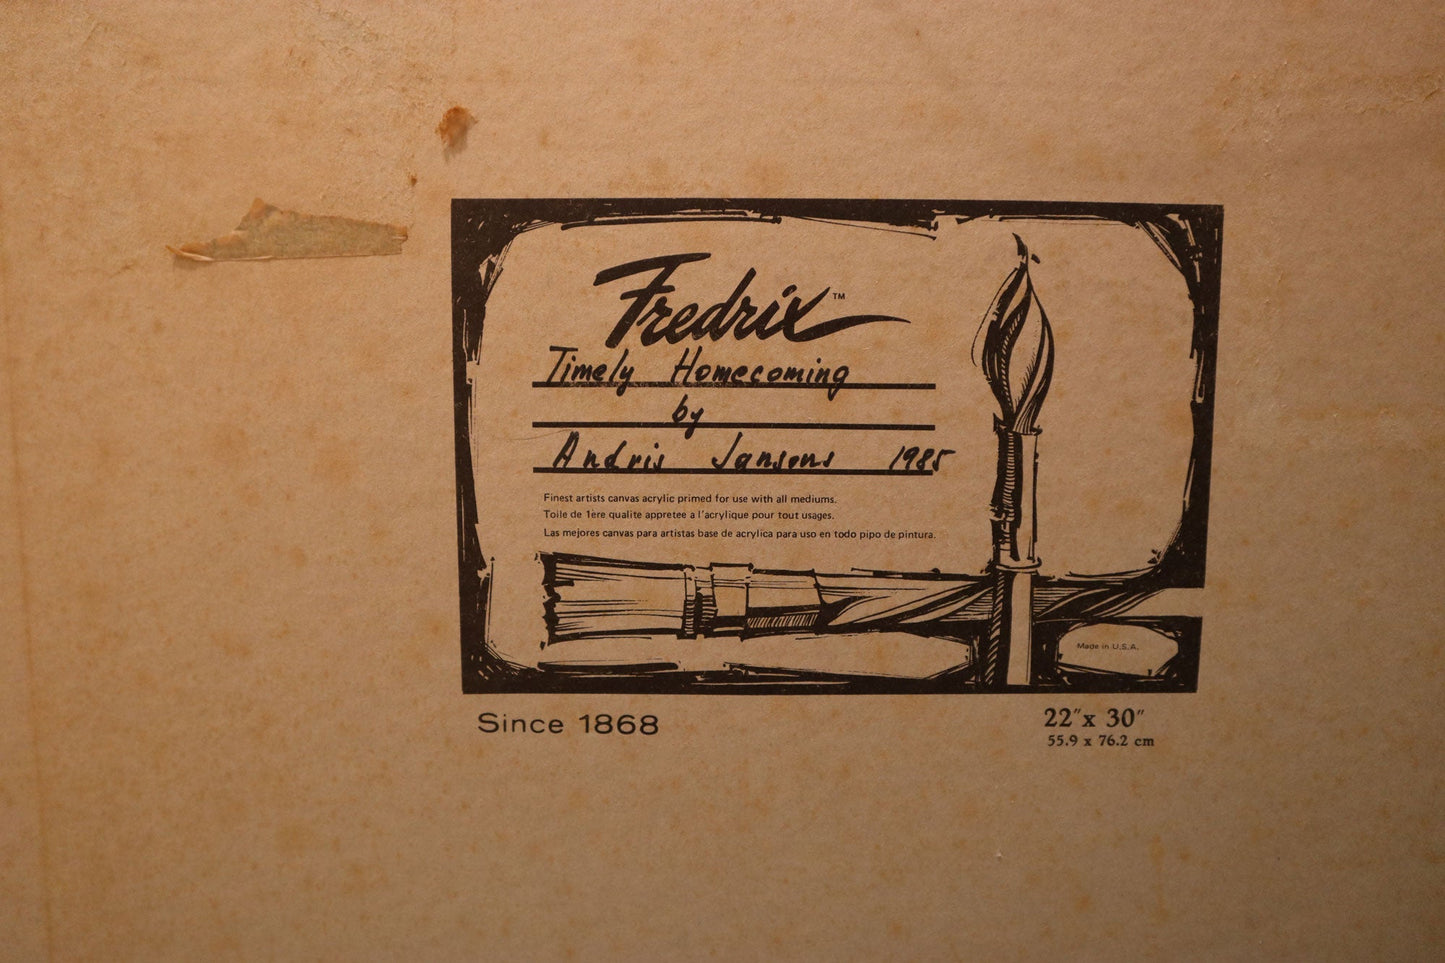 Fredrix™
Timely Homecoming
by
Andris Jansons 1985
Finest artists canvas acrylic primed for use with all mediums.
Toile de 1ère qualite appretee a l'acrylique pour tout usages.
Las mejores canvas para artistas base de acrylica para uso en todo pipo de pintura.
Made in U.S.A.
Since 1868
22″x 30″
55.9 x 76.2 cm